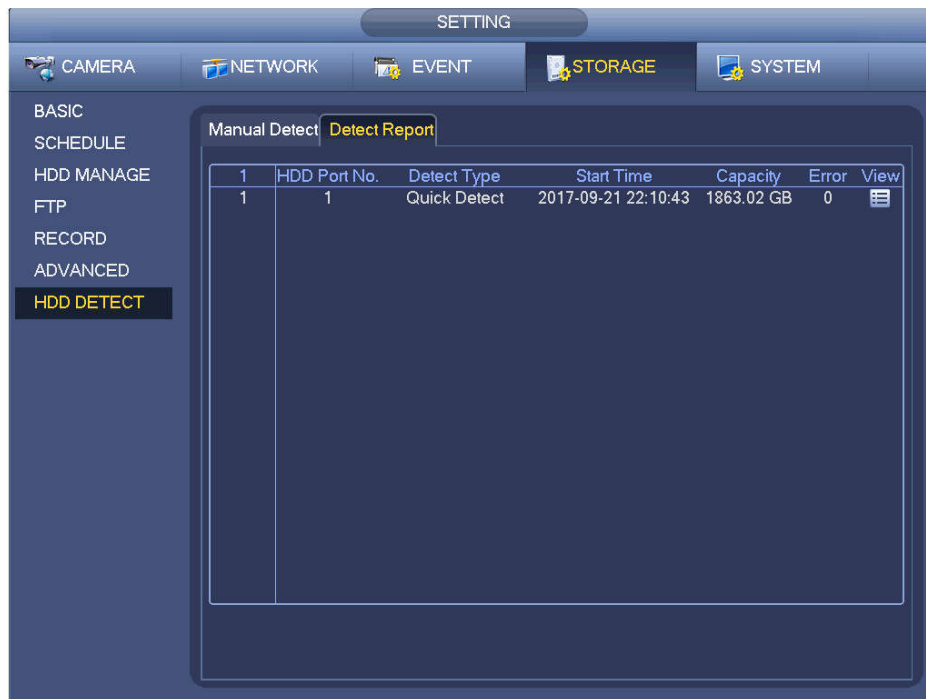 SETTING
CAMERA NETWORK EVENT STORAGE SYSTEM
BASIC
SCHEDULE
HDD MANAGE
FTP
RECORD
ADVANCED
HDD DETECT
Manual Detect Detect Report
1 HDD Port No. Detect Type Start Time Capacity Error View
1 1 Quick Detect 2017-09-21 22:10:43 1863.02 GB 0